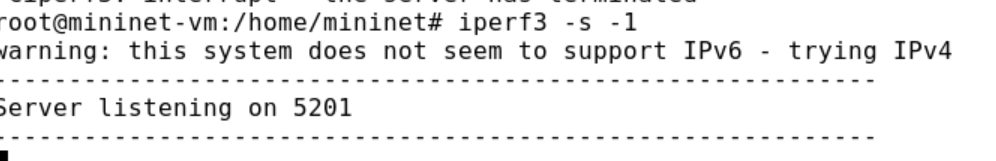 root@mininet-vm:/home/mininet# iperf3 -s -1
warning: this system does not seem to support IPv6 - trying IPv4
-----------------------------------------------------------
Server listening on 5201
-----------------------------------------------------------